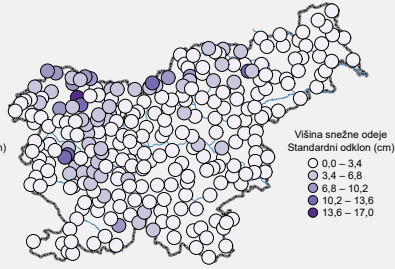 m)
Višina snežne odeje
Standardni odklon (cm)
0,0 – 3,4
3,4 – 6,8
6,8 – 10,2
10,2 – 13,6
13,6 – 17,0